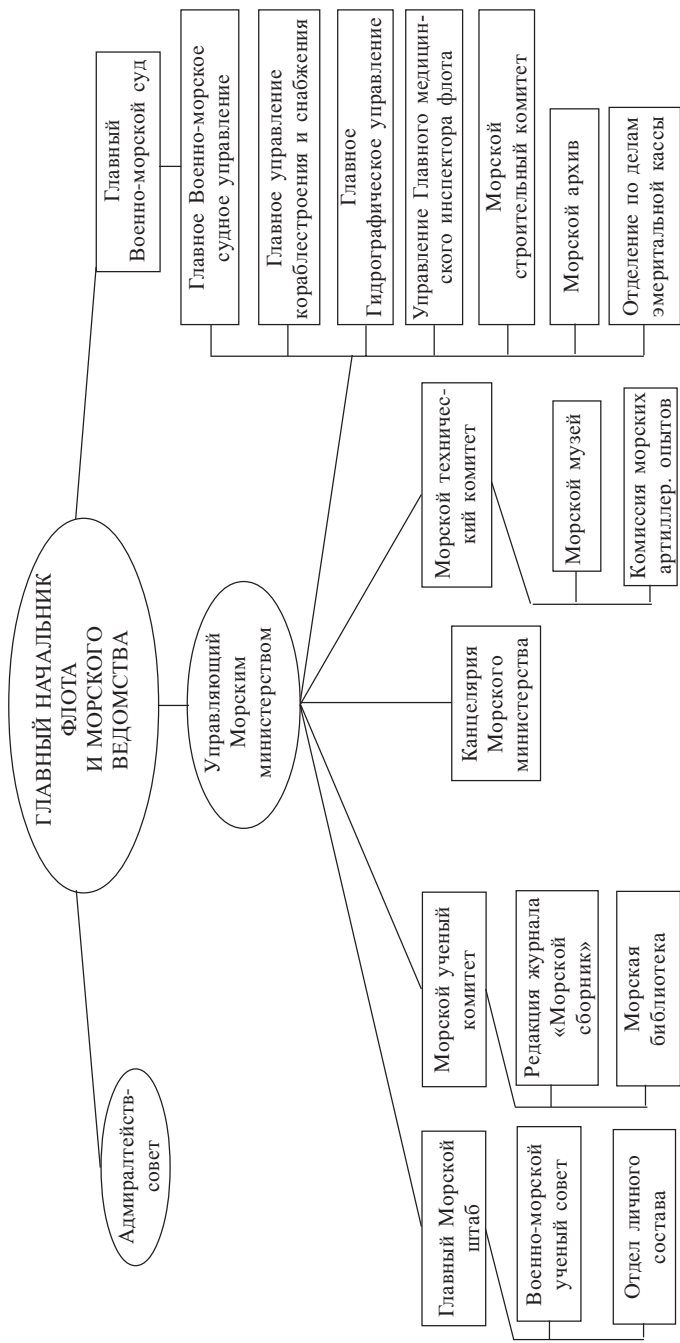 ГЛАВНЫЙ НАЧАЛЬНИК
ФЛОТА
И МОРСКОГО
ВЕДОМСТВА
Адмиралтейств-
совет
Управляющий
Морским
министерством
Главный
Военно-морской суд
Главное Военно-морское
судное управление
Главное управление
кораблестроения и снабжения
Главное
Гидрографическое управление
Управление Главного медицин-
ского инспектора флота
Морской
строительный комитет
Морской архив
Отделение по делам
эмеритальной кассы
Главный Морской
штаб
Военно-морской
ученый совет
Отдел личного
состава
Морской ученый
комитет
Редакция журнала
«Морской
сборник»
Морская
библиотека
Канцелярия
Морского
министерства
Морской техничес-
кий комитет
Морской музей
Комиссия морских
артиллер. опытов